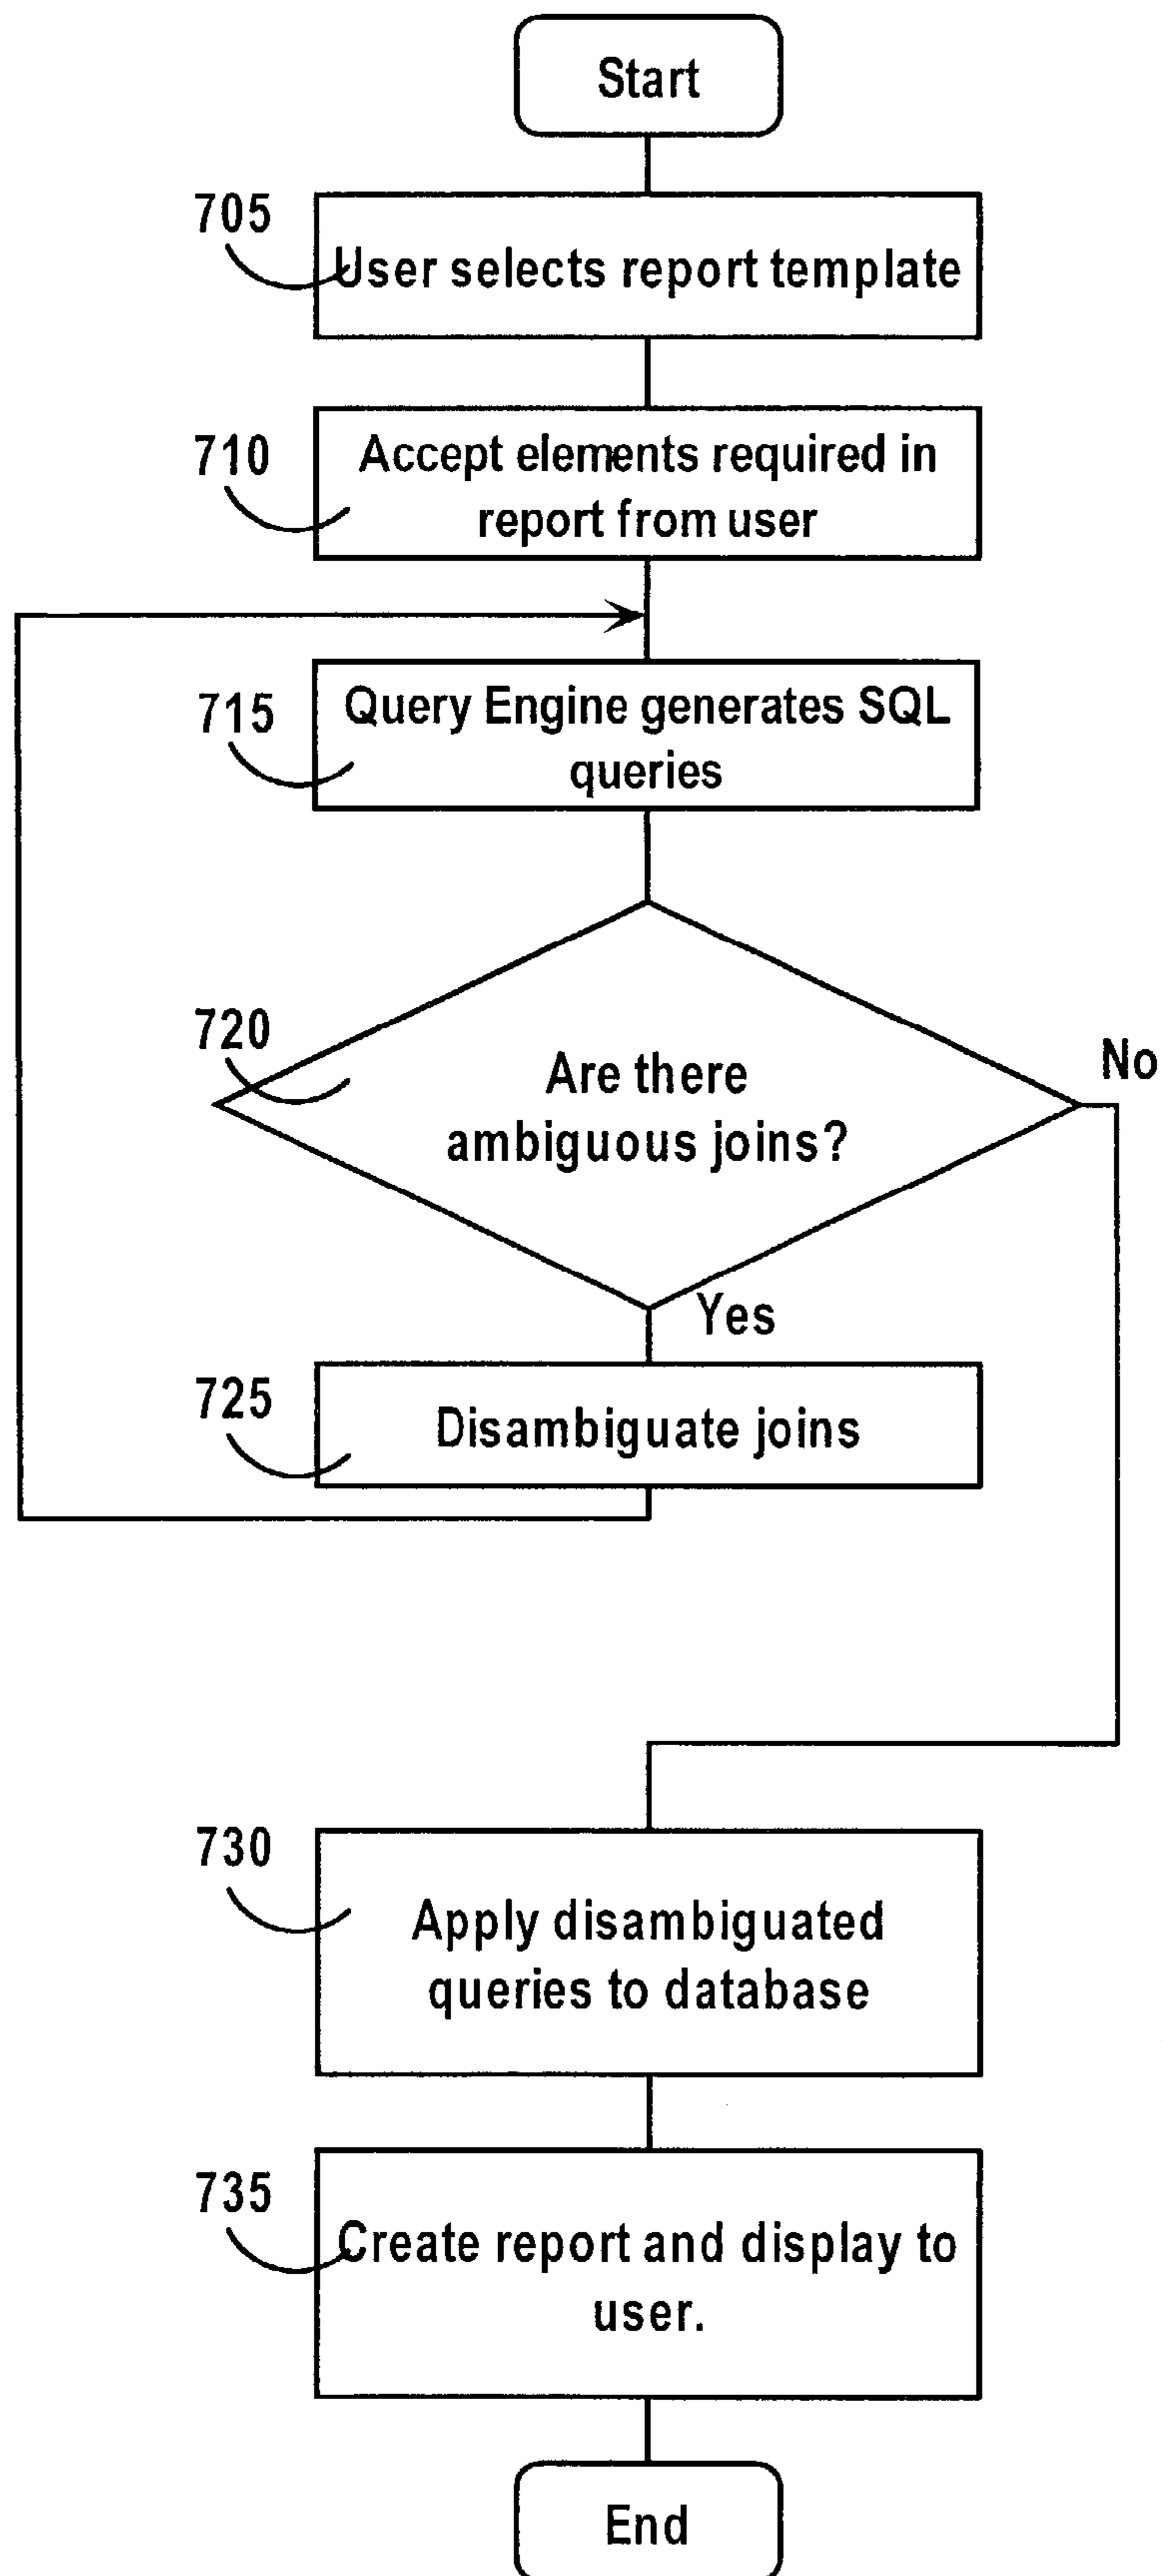 Start
705
User selects report template
710
Accept elements required in
report from user
715
Query Engine generates SQL
queries
720
Are there
ambiguous joins?
No
Yes
725
Disambiguate joins
730
Apply disambiguated
queries to database
735
Create report and display to
user.
End